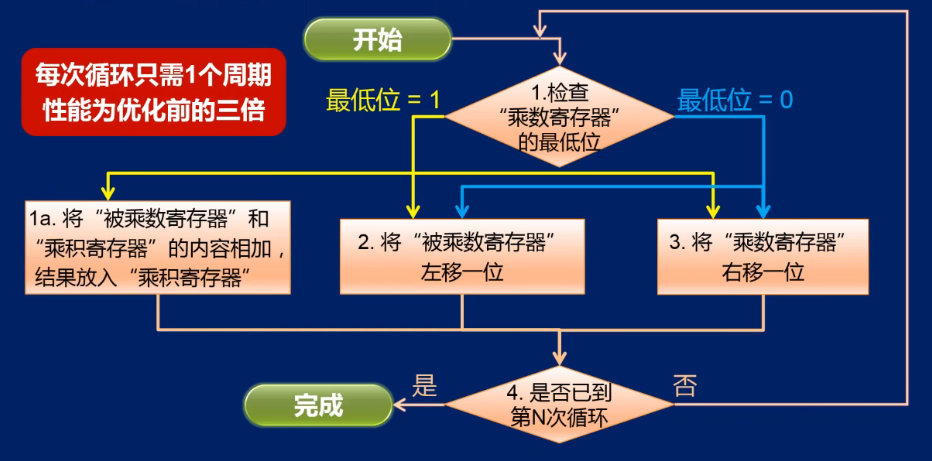 开始
每次循环只需1个周期
性能为优化前的三倍
最低位 = 1
1.检查
“乘数寄存器”
的最低位
最低位 = 0
1a. 将“被乘数寄存器”和
“乘积寄存器”的内容相加，
结果放入“乘积寄存器“
2. 将“被乘数寄存器”
左移一位
3. 将“乘数寄存器”
右移一位
4. 是否已到
第N次循环
是
否
完成